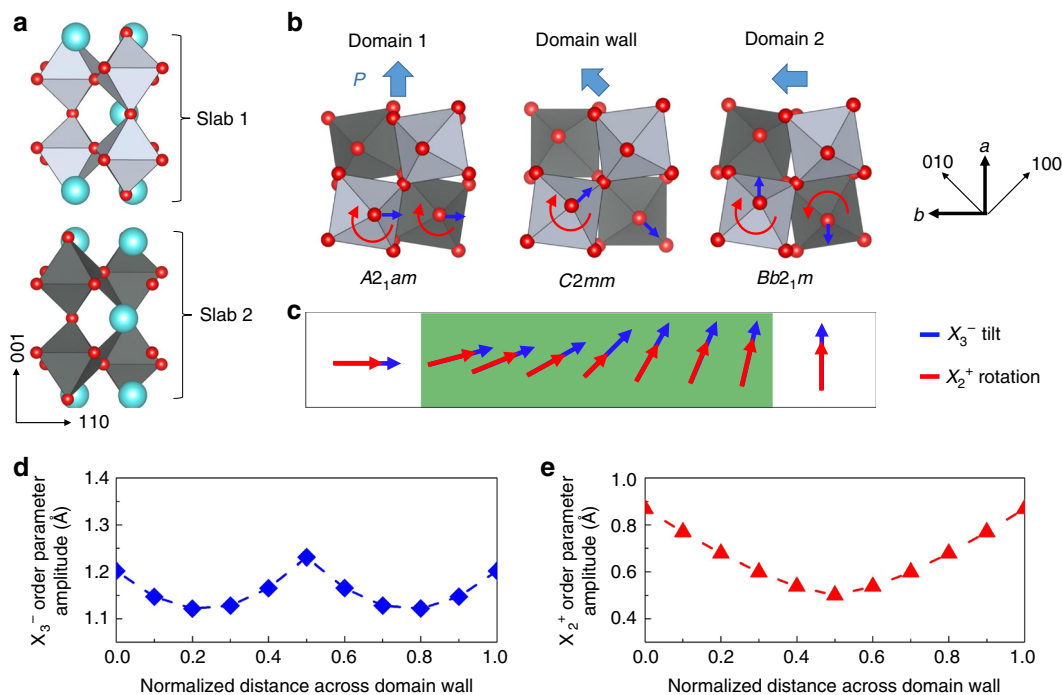 a
Slab 1
Slab 2
001
110
b
Domain 1
Domain wall
Domain 2
P
A2₁am
C2mm
Bb2₁m
010
a
100
b
c
X₃⁻ tilt
X₂⁺ rotation
d
X₃⁻ order parameter
amplitude (Å)
1.4
1.3
1.2
1.1
0.0 0.2 0.4 0.6 0.8 1.0
Normalized distance across domain wall
e
X₂⁺ order parameter
amplitude (Å)
1.0
0.8
0.6
0.4
0.0 0.2 0.4 0.6 0.8 1.0
Normalized distance across domain wall